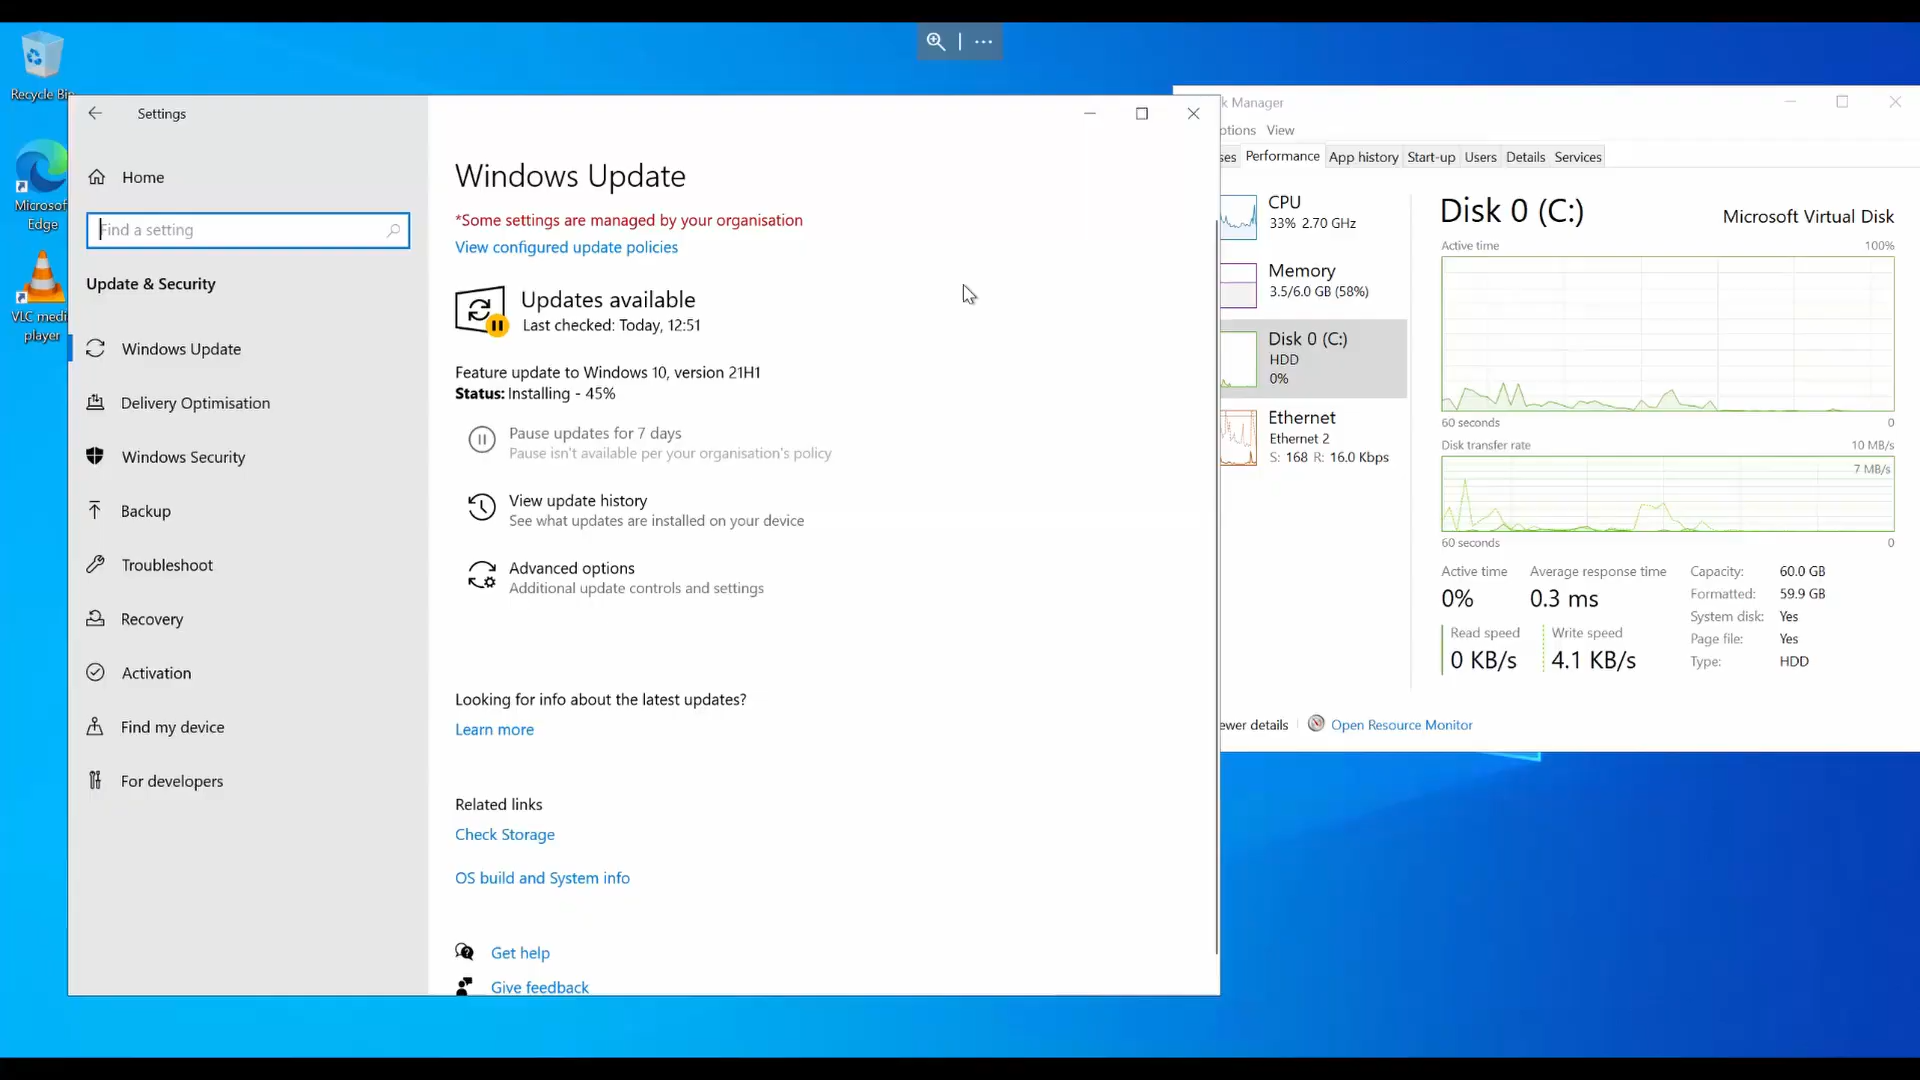 Recycle Bin
Microsoft
Edge
VLC media
player
Settings
Home
Find a setting
Update & Security
Windows Update
Delivery Optimisation
Windows Security
Backup
Troubleshoot
Recovery
Activation
Find my device
For developers
Windows Update
*Some settings are managed by your organisation
View configured update policies
Updates available
Last checked: Today, 12:51
Feature update to Windows 10, version 21H1
Status: Installing - 45%
Pause updates for 7 days
Pause isn't available per your organisation's policy
View update history
See what updates are installed on your device
Advanced options
Additional update controls and settings
Looking for info about the latest updates?
Learn more
Related links
Check Storage
OS build and System info
Get help
Give feedback
k Manager
ptions View
ses Performance App history Start-up Users Details Services
CPU
33% 2.70 GHz
Memory
3.5/6.0 GB (58%)
Disk 0 (C:)
HDD
0%
Ethernet
Ethernet 2
S: 168 R: 16.0 Kbps
Disk 0 (C:) Microsoft Virtual Disk
Active time 100%
60 seconds 0
Disk transfer rate 10 MB/s
7 MB/s
60 seconds 0
Active time Average response time
0% 0.3 ms
Read speed Write speed
0 KB/s 4.1 KB/s
Capacity: 60.0 GB
Formatted: 59.9 GB
System disk: Yes
Page file: Yes
Type: HDD
ewer details Open Resource Monitor